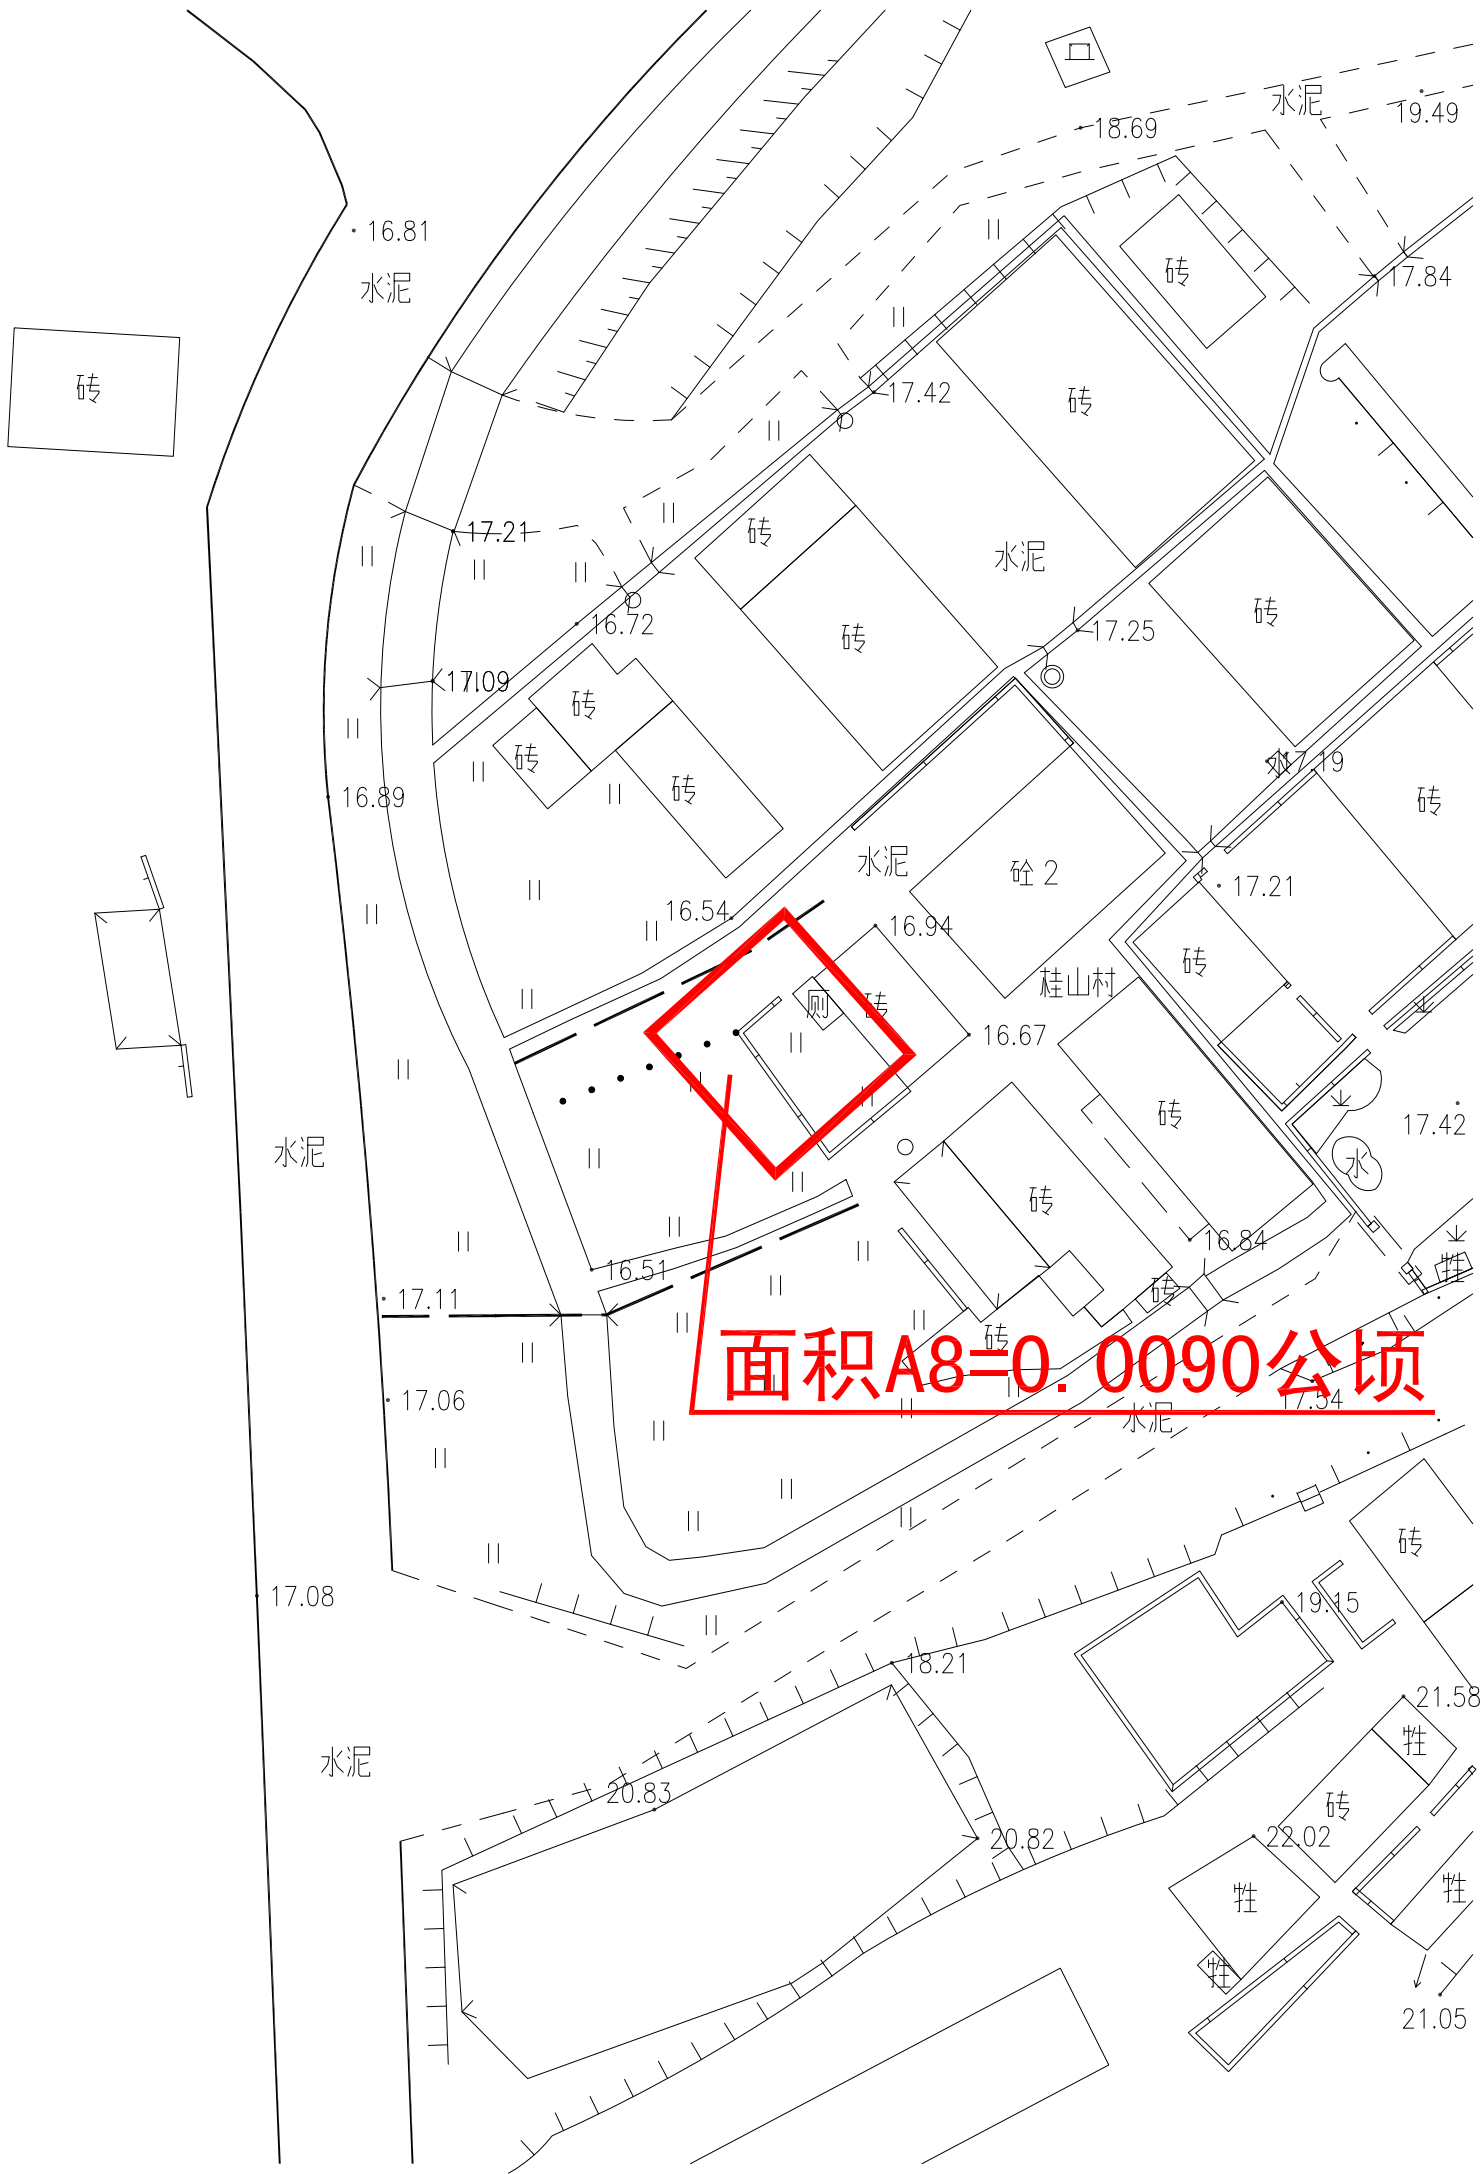 水泥
19.49
18.69
16.81
砖
17.84
水泥
砖
砖
17.42
砖
17.21
水泥
砖
16.72
砖
17.25
17.09
砖
砖
水 17.19
砖
16.89
砖
水泥
砼 2
17.21
16.54
16.94
砖
桂山村
厕
砖
16.67
17.42
砖
水泥
水
砖
16.84
16.51
牲
砖
17.11
砖
面积A8=0.0090公顷
17.54
17.06
水泥
砖
17.08
19.15
18.21
21.58
牲
水泥
20.83
砖
20.82
22.02
牲
牲
牲
21.05